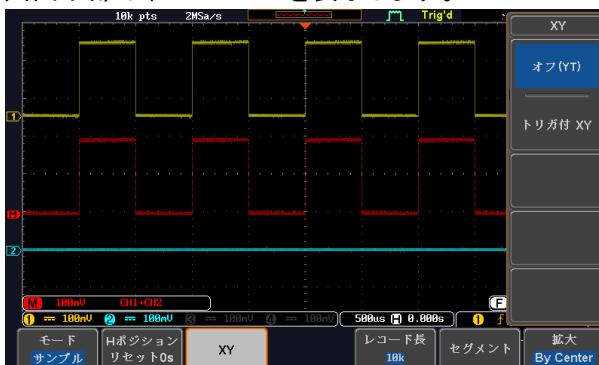 10k pts 2MSa/s Trig'd
XY
オフ(YT)
トリガ付 XY
1
M
2
M 100mV CH1+CH2
F
1 100mV 2 100mV 3 100mV 4 100mV 500us H 0.000s 1
モード
サンプル
Hポジション
リセット0s
XY
レコード長
10k
セグメント
拡大
By Center